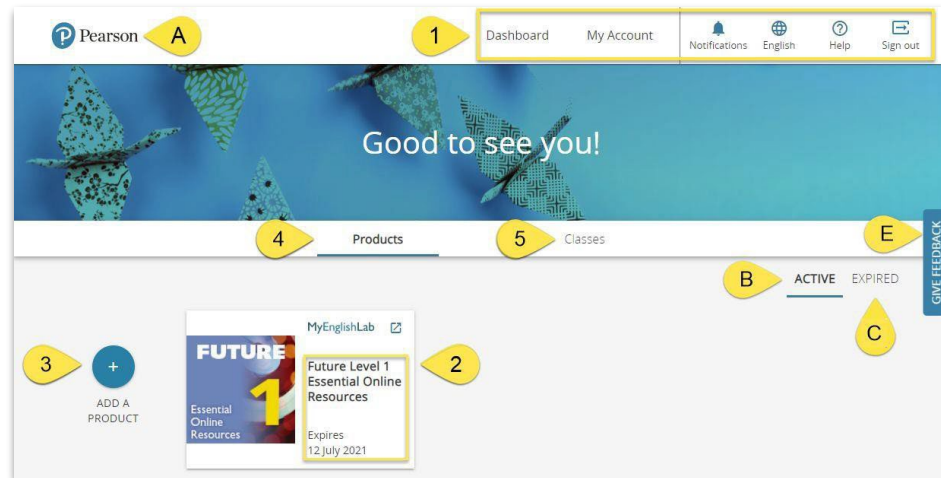 Pearson
A
1
Dashboard
My Account
Notifications
English
Help
Sign out
Good to see you!
4
Products
5
Classes
E
GIVE FEEDBACK
B
ACTIVE
EXPIRED
C
3
+
ADD A
PRODUCT
MyEnglishLab
FUTURE
1
Essential
Online
Resources
Future Level 1
Essential Online
Resources
Expires
12 July 2021
2